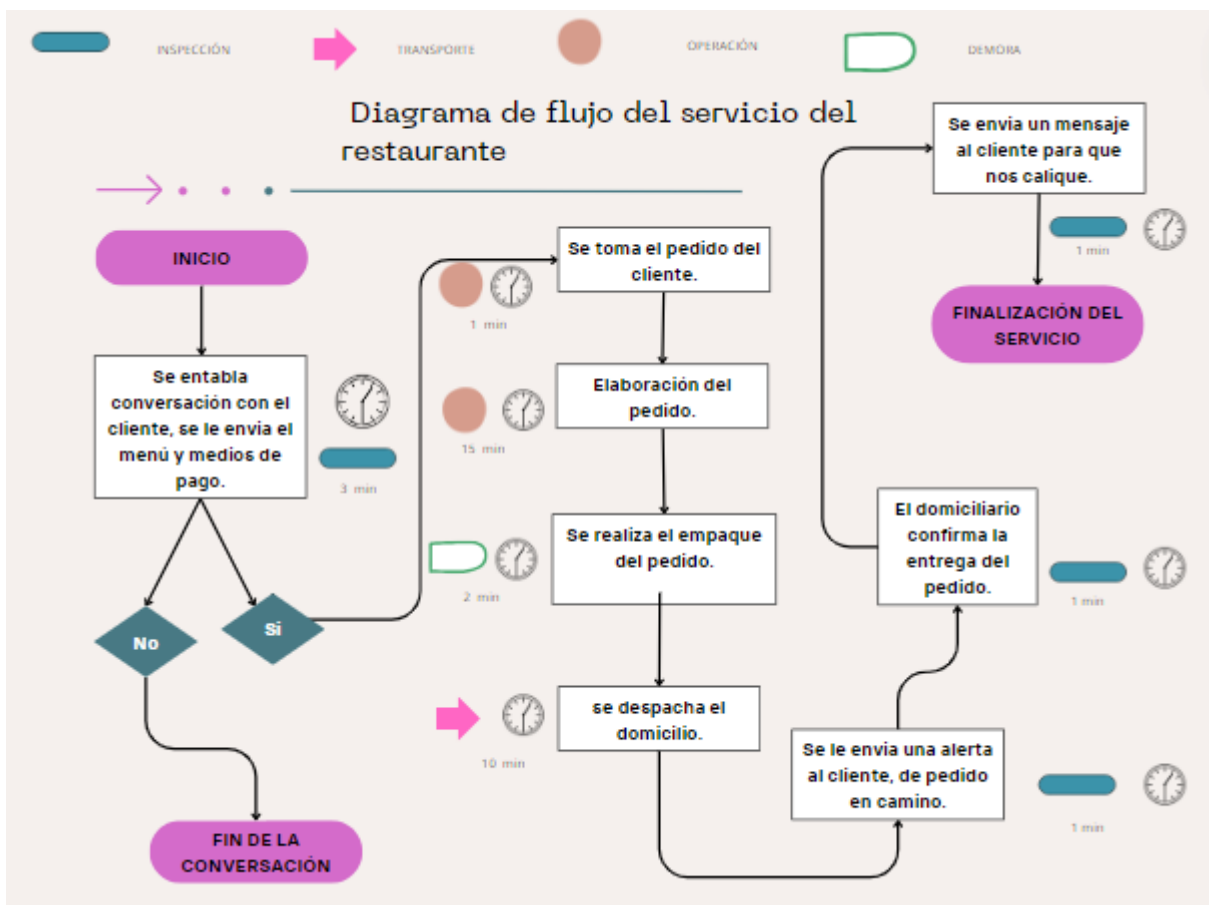 INSPECCIÓN
TRANSPORTE
OPERACIÓN
DEMORA
Diagrama de flujo del servicio del
restaurante
INICIO
Se entabla
conversación con el
cliente, se le envia el
menú y medios de
pago.
3 min
No
Si
FIN DE LA
CONVERSACIÓN
Se toma el pedido del
cliente.
1 min
Elaboración del
pedido.
15 min
Se realiza el empaque
del pedido.
2 min
se despacha el
domicilio.
10 min
Se le envia una alerta
al cliente, de pedido
en camino.
1 min
El domiciliario
confirma la
entrega del
pedido.
1 min
Se envia un mensaje
al cliente para que
nos calique.
1 min
FINALIZACIÓN DEL
SERVICIO